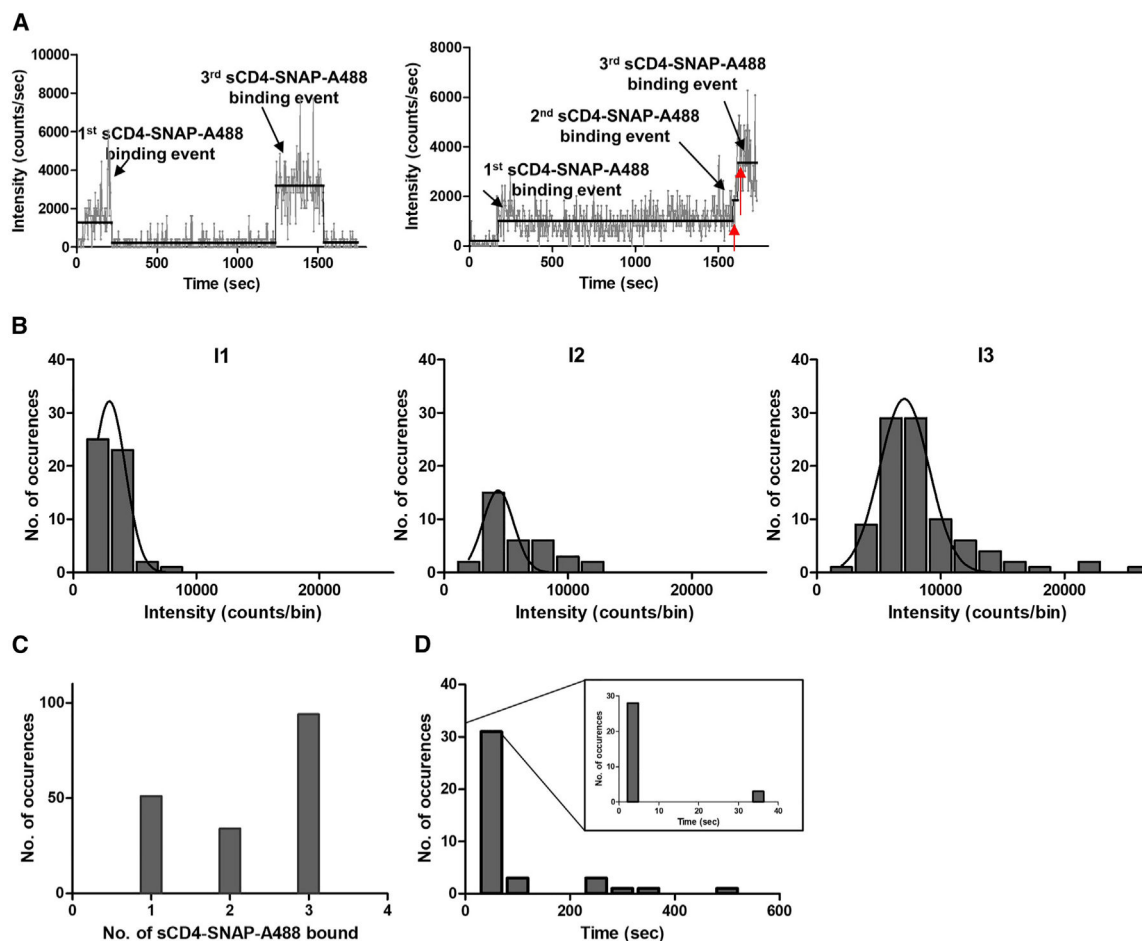 A
10000
8000
6000
4000
2000
0
Intensity (counts/sec)
3rd sCD4-SNAP-A488
binding event
1st sCD4-SNAP-A488
binding event
0 500 1000 1500
Time (sec)
8000
6000
4000
2000
0
Intensity (counts/sec)
3rd sCD4-SNAP-A488
binding event
2nd sCD4-SNAP-A488
binding event
1st sCD4-SNAP-A488
binding event
0 500 1000 1500
Time (sec)
B
I1
40
30
20
10
0
No. of occurences
0 10000 20000
Intensity (counts/bin)
I2
40
30
20
10
0
No. of occurences
0 10000 20000
Intensity (counts/bin)
I3
40
30
20
10
0
No. of occurences
0 10000 20000
Intensity (counts/bin)
C
100
50
0
No. of occurences
0 1 2 3 4
No. of sCD4-SNAP-A488 bound
D
40
30
20
10
0
No. of occurences
0 200 400 600
Time (sec)
30
20
10
0
No. of occurences
10 20 30 40
Time (sec)